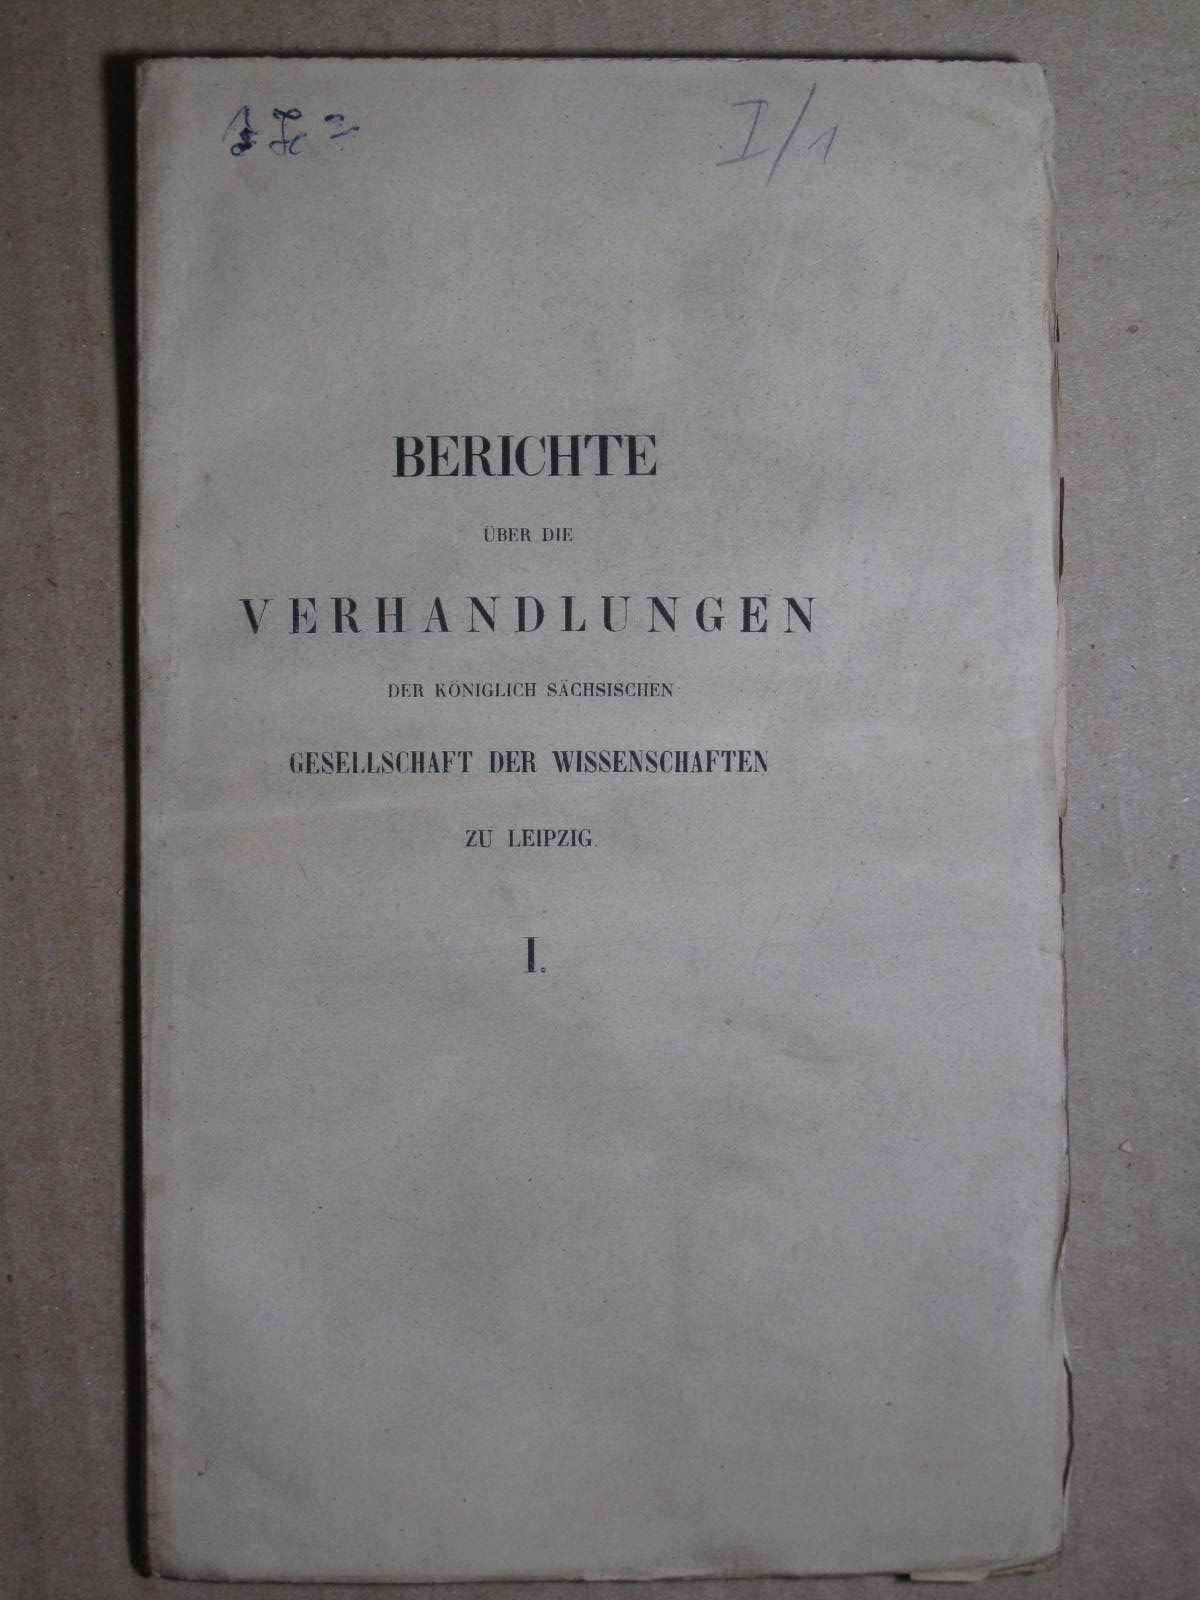 I/1
BERICHTE
ÜBER DIE
VERHANDLUNGEN
DER KÖNIGLICH SÄCHSISCHEN
GESELLSCHAFT DER WISSENSCHAFTEN
ZU LEIPZIG.
I.